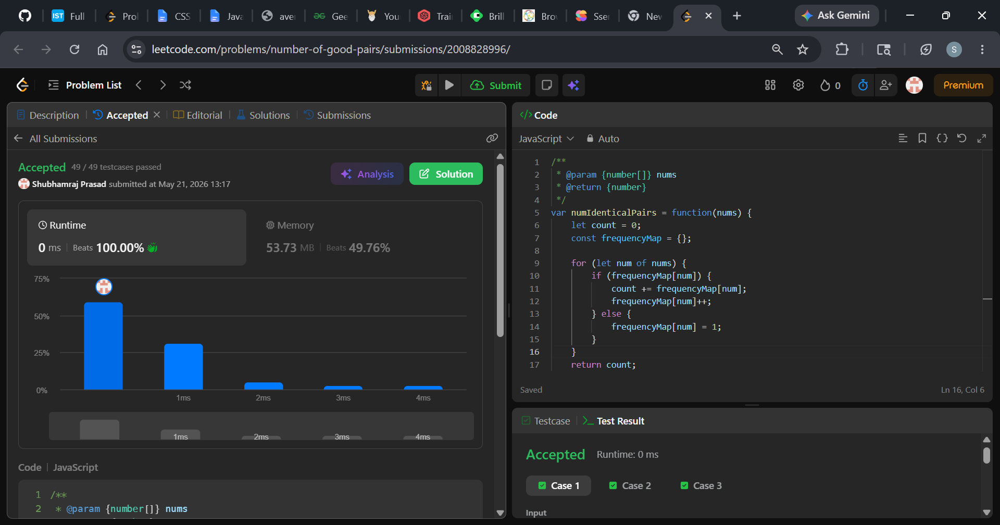 IST Full
Prol
CSS
Java
aver
Gee
You
Trai
Brill
Brow
Sser
New
Ask Gemini
leetcode.com/problems/number-of-good-pairs/submissions/2008828996/
S
Problem List
Submit
0
Premium
Description
Accepted
Editorial
Solutions
Submissions
All Submissions
Accepted 49 / 49 testcases passed
Shubhamraj Prasad submitted at May 21, 2026 13:17
Analysis
Solution
Runtime
0 ms Beats 100.00%
Memory
53.73 MB Beats 49.76%
75%
50%
25%
0%
1ms 2ms 3ms 4ms
1ms 2ms 3ms 4ms
Code | JavaScript
1 /**
2 * @param {number[]} nums
</> Code
JavaScript Auto
1 /**
2 * @param {number[]} nums
3 * @return {number}
4 */
5 var numIdenticalPairs = function(nums) {
6 let count = 0;
7 const frequencyMap = {};
8
9 for (let num of nums) {
10 if (frequencyMap[num]) {
11 count += frequencyMap[num];
12 frequencyMap[num]++;
13 } else {
14 frequencyMap[num] = 1;
15 }
16 }
17 return count;
Saved
Ln 16, Col 6
Testcase
Test Result
Accepted Runtime: 0 ms
Case 1 Case 2 Case 3
Input